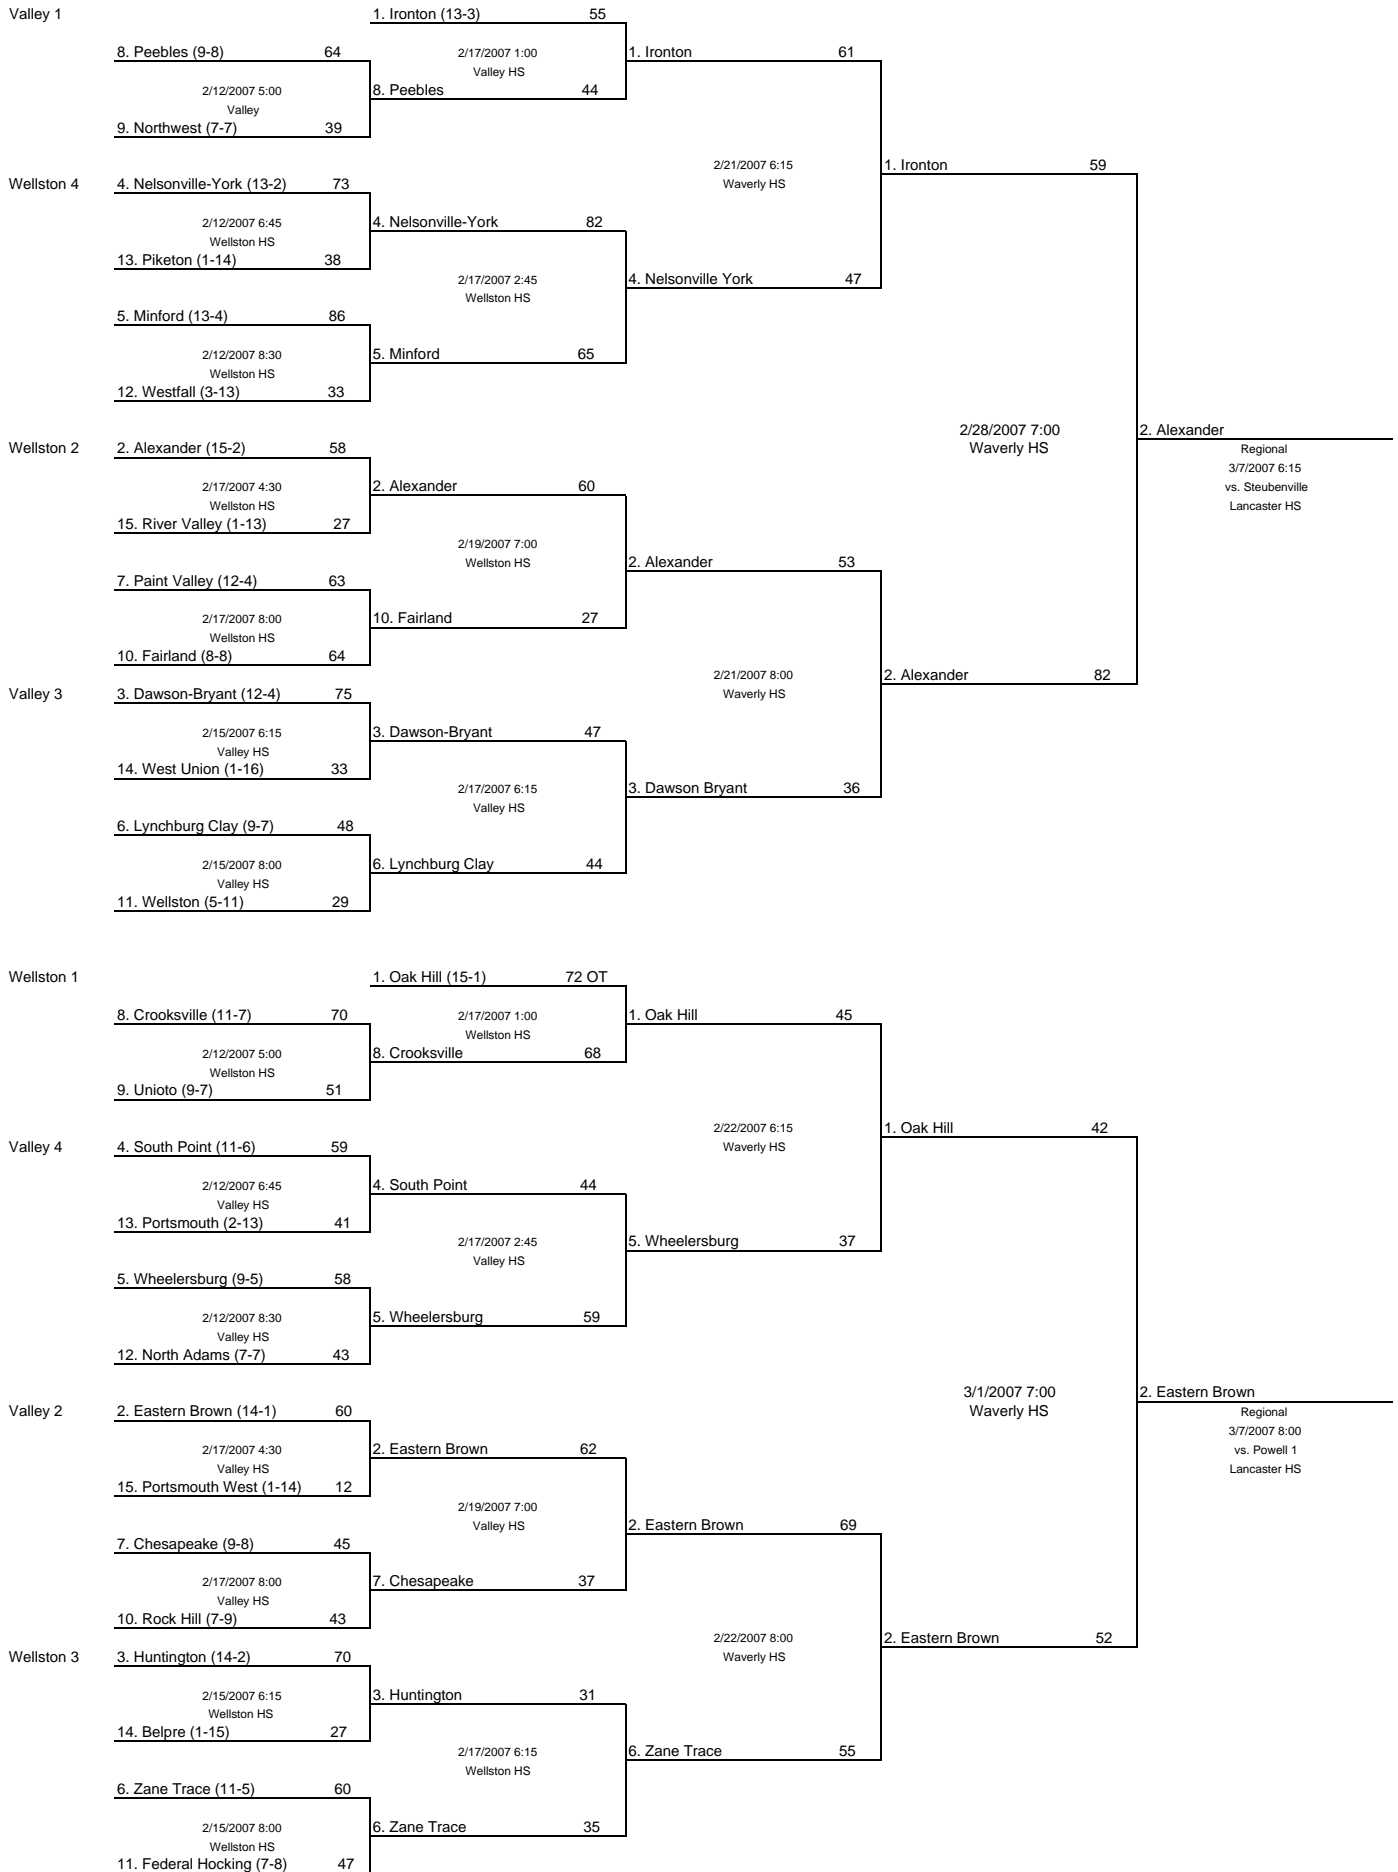 Valley 1
1. Ironton (13-3) 55
8. Peebles (9-8) 64
2/17/2007 1:00
Valley HS
1. Ironton 61
2/12/2007 5:00
Valley
8. Peebles 44
9. Northwest (7-7) 39
2/21/2007 6:15
Waverly HS
1. Ironton 59
Wellston 4
4. Nelsonville-York (13-2) 73
2/12/2007 6:45
Wellston HS
4. Nelsonville-York 82
13. Piketon (1-14) 38
2/17/2007 2:45
Wellston HS
4. Nelsonville York 47
5. Minford (13-4) 86
2/12/2007 8:30
Wellston HS
5. Minford 65
12. Westfall (3-13) 33
2/28/2007 7:00
Waverly HS
2. Alexander
Regional
3/7/2007 6:15
vs. Steubenville
Lancaster HS
Wellston 2
2. Alexander (15-2) 58
2/17/2007 4:30
Wellston HS
2. Alexander 60
15. River Valley (1-13) 27
2/19/2007 7:00
Wellston HS
2. Alexander 53
7. Paint Valley (12-4) 63
2/17/2007 8:00
Wellston HS
10. Fairland 27
10. Fairland (8-8) 64
2/21/2007 8:00
Waverly HS
2. Alexander 82
Valley 3
3. Dawson-Bryant (12-4) 75
2/15/2007 6:15
Valley HS
3. Dawson-Bryant 47
14. West Union (1-16) 33
2/17/2007 6:15
Valley HS
3. Dawson Bryant 36
6. Lynchburg Clay (9-7) 48
2/15/2007 8:00
Valley HS
6. Lynchburg Clay 44
11. Wellston (5-11) 29
Wellston 1
1. Oak Hill (15-1) 72 OT
8. Crooksville (11-7) 70
2/17/2007 1:00
Wellston HS
1. Oak Hill 45
2/12/2007 5:00
Wellston HS
8. Crooksville 68
9. Unioto (9-7) 51
2/22/2007 6:15
Waverly HS
1. Oak Hill 42
Valley 4
4. South Point (11-6) 59
2/12/2007 6:45
Valley HS
4. South Point 44
13. Portsmouth (2-13) 41
2/17/2007 2:45
Valley HS
5. Wheelersburg 37
5. Wheelersburg (9-5) 58
2/12/2007 8:30
Valley HS
5. Wheelersburg 59
12. North Adams (7-7) 43
3/1/2007 7:00
Waverly HS
2. Eastern Brown
Regional
3/7/2007 8:00
vs. Powell 1
Lancaster HS
Valley 2
2. Eastern Brown (14-1) 60
2/17/2007 4:30
Valley HS
2. Eastern Brown 62
15. Portsmouth West (1-14) 12
2/19/2007 7:00
Valley HS
2. Eastern Brown 69
7. Chesapeake (9-8) 45
2/17/2007 8:00
Valley HS
7. Chesapeake 37
10. Rock Hill (7-9) 43
2/22/2007 8:00
Waverly HS
2. Eastern Brown 52
Wellston 3
3. Huntington (14-2) 70
2/15/2007 6:15
Wellston HS
3. Huntington 31
14. Belpre (1-15) 27
2/17/2007 6:15
Wellston HS
6. Zane Trace 55
6. Zane Trace (11-5) 60
2/15/2007 8:00
Wellston HS
6. Zane Trace 35
11. Federal Hocking (7-8) 47